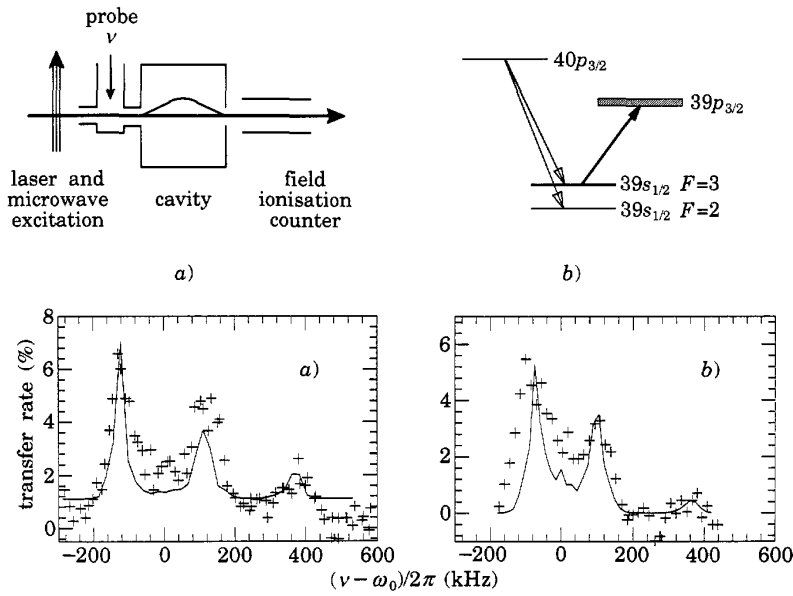 probe
ν
laser and
microwave
excitation
cavity
field
ionisation
counter
a)
40p3/2
39p3/2
39s1/2 F=3
39s1/2 F=2
b)
transfer rate (%)
8
6
4
2
0
a)
-200 0 200 400 600
6
4
2
0
b)
-200 0 200 400 600
(ν − ω0)/2π (kHz)